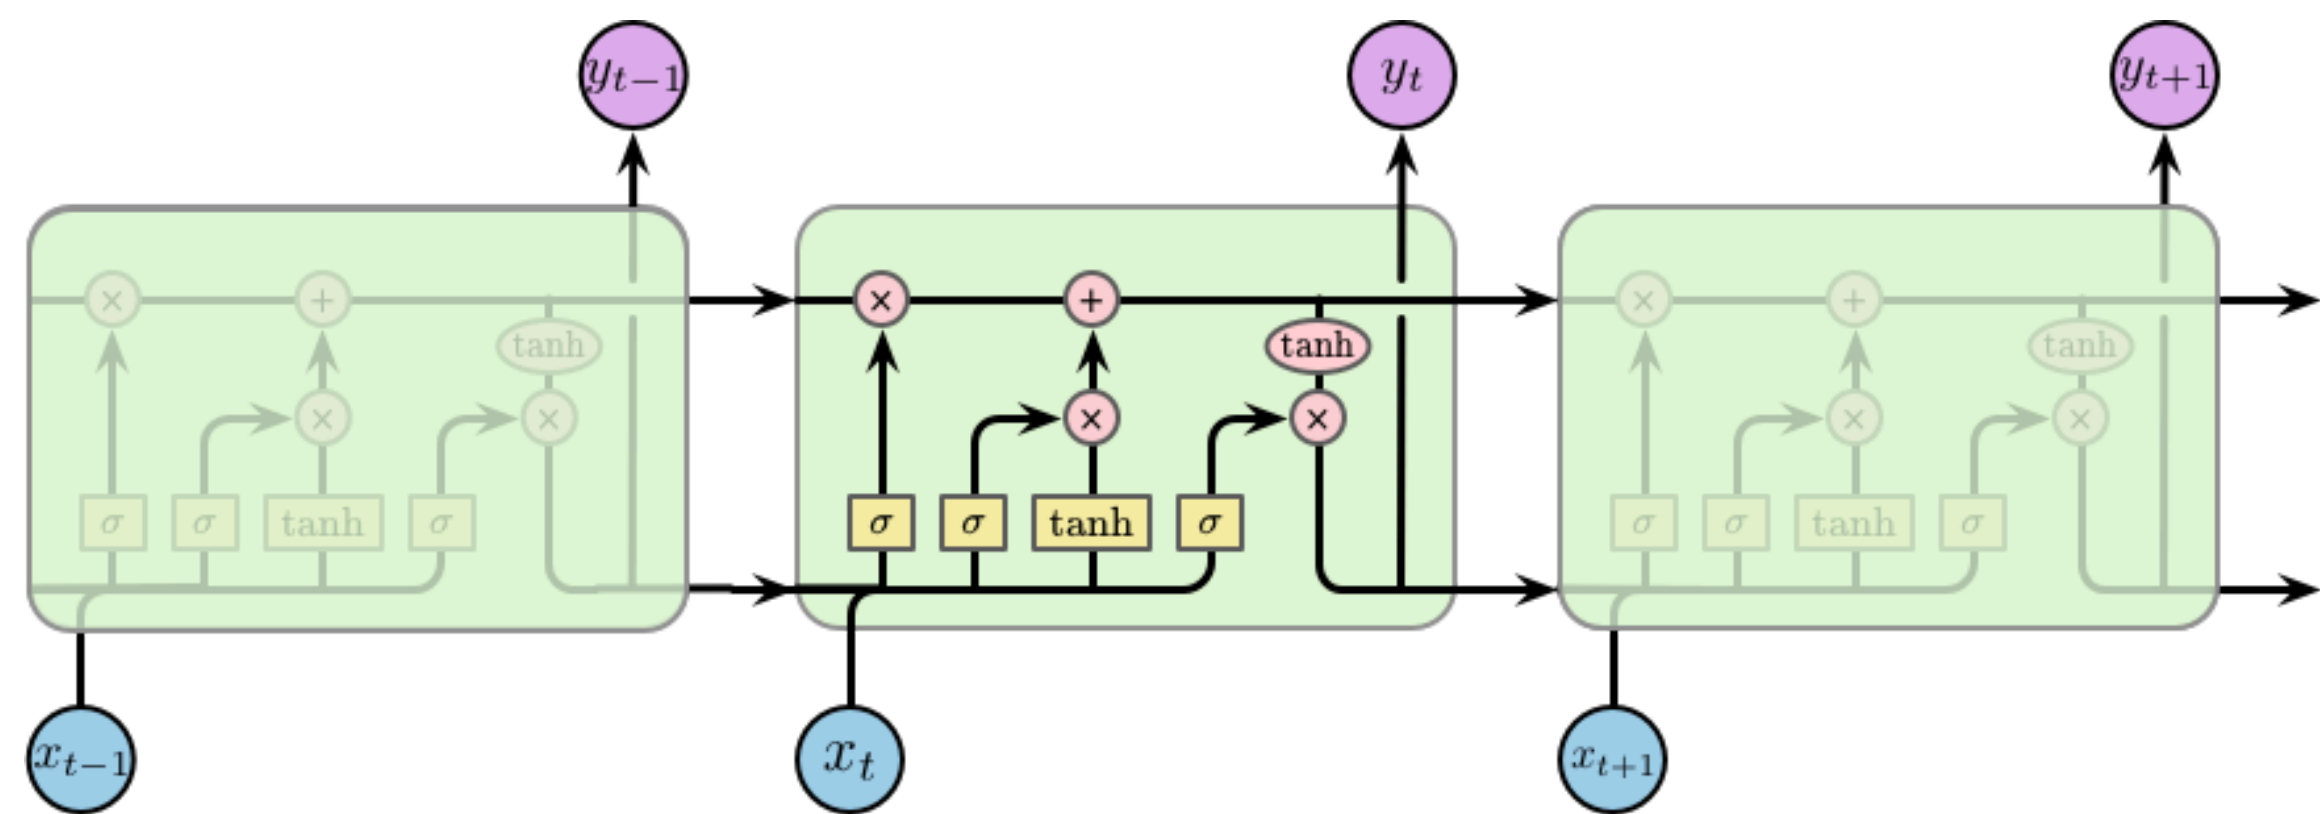 y_{t-1} y_t y_{t+1}
× + × + × +
tanh tanh tanh
× × × × × ×
σ σ tanh σ σ σ tanh σ σ σ tanh σ
x_{t-1} x_t x_{t+1}